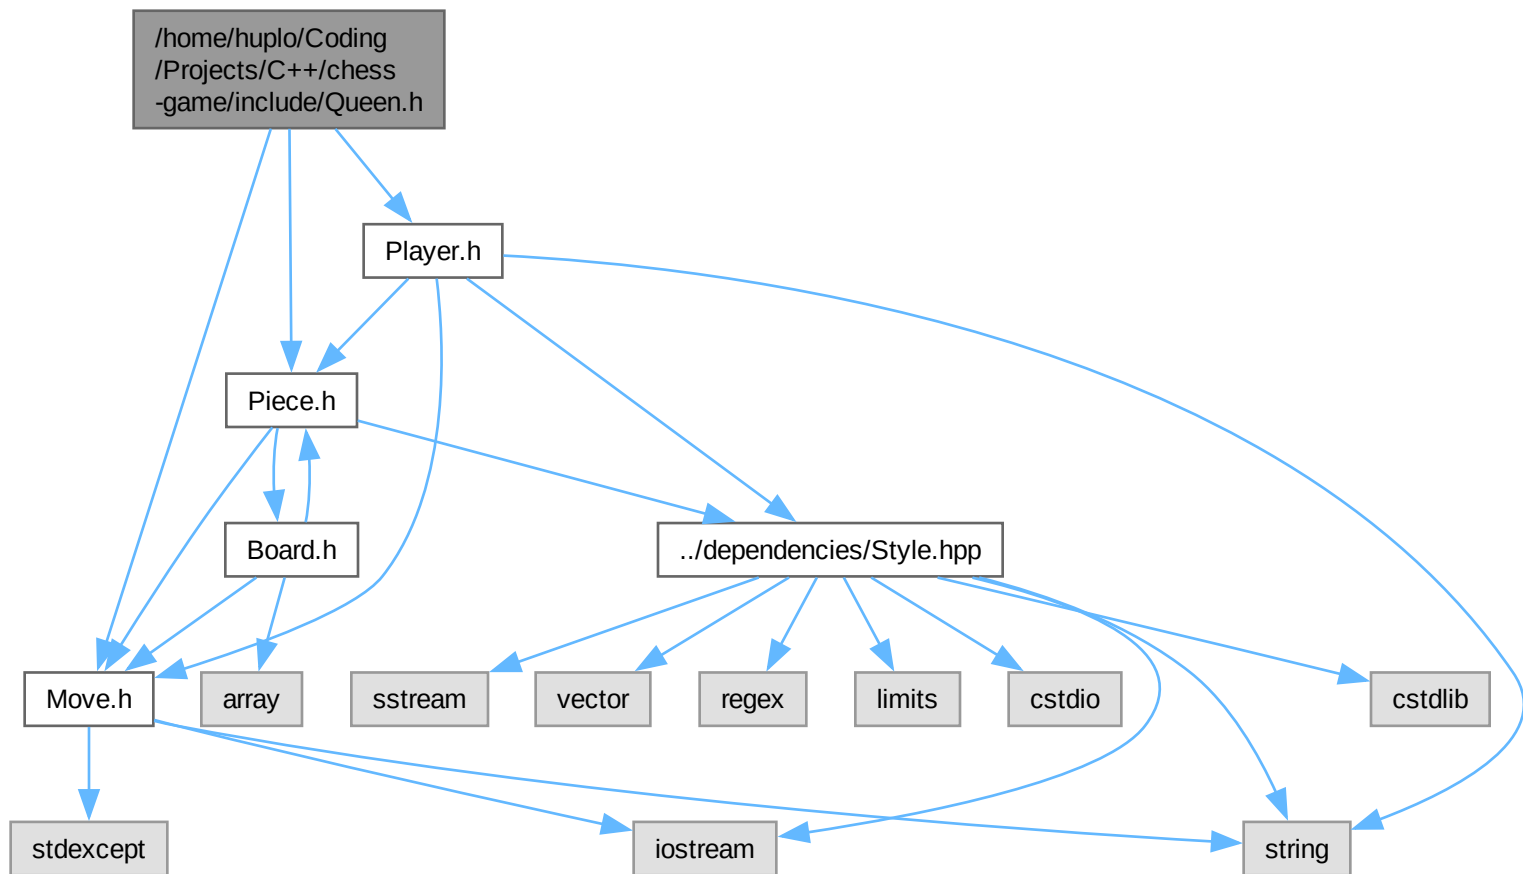 /home/huplo/Coding
/Projects/C++/chess
-game/include/Queen.h
Player.h
Piece.h
Board.h
../dependencies/Style.hpp
Move.h
array
sstream
vector
regex
limits
cstdio
cstdlib
stdexcept
iostream
string